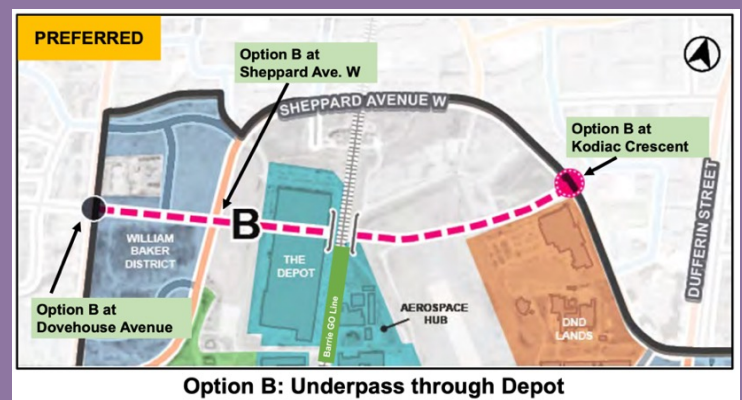 PREFERRED
Option B at
Sheppard Ave. W
SHEPPARD AVENUE W
Option B at
Kodiac Crescent
DUFFERIN STREET
B
WILLIAM
BAKER
DISTRICT
THE
DEPOT
Option B at
Dovehouse Avenue
AEROSPACE
HUB
DND
LANDS
Barrie GO Line
Option B: Underpass through Depot